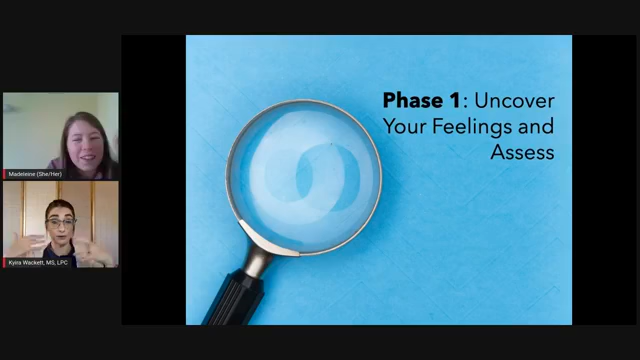 Phase 1: Uncover
Your Feelings and
Assess
Madeleine (She/Her)
Kyira Wackett, MS, LPC